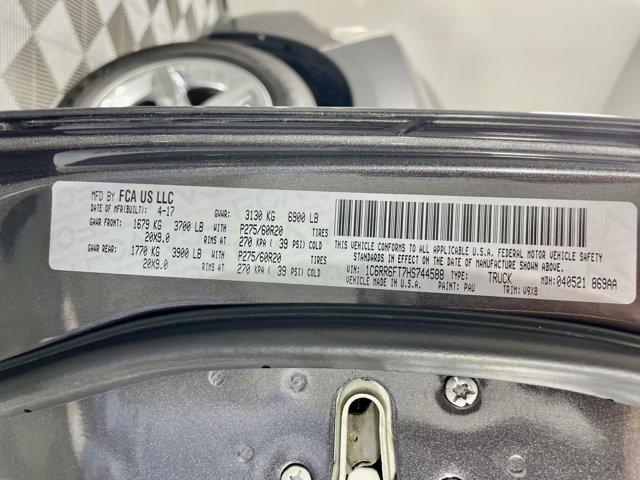 MFD BY FCA US LLC
DATE OF MFR(BUILT) 4-17 GVWR: 3130 KG 6900 LB
GAWR FRONT: 1679 KG 3700 LB WITH P275/60R20 TIRES
20X9.0 RIMS AT 270 KPA ( 39 PSI) COLD
GAWR REAR: 1770 KG 3900 LB WITH P275/60R20 TIRES
20X9.0 RIMS AT 270 KPA ( 39 PSI) COLD
THIS VEHICLE CONFORMS TO ALL APPLICABLE U.S.A. FEDERAL MOTOR VEHICLE SAFETY
STANDARDS IN EFFECT ON THE DATE OF MANUFACTURE SHOWN ABOVE.
VIN: 1C6RR6FT7HS744588 TYPE: TRUCK MDH:040521 869AA
VEHICLE MADE IN U.S.A. PAINT: PAU TRIM: V9X8